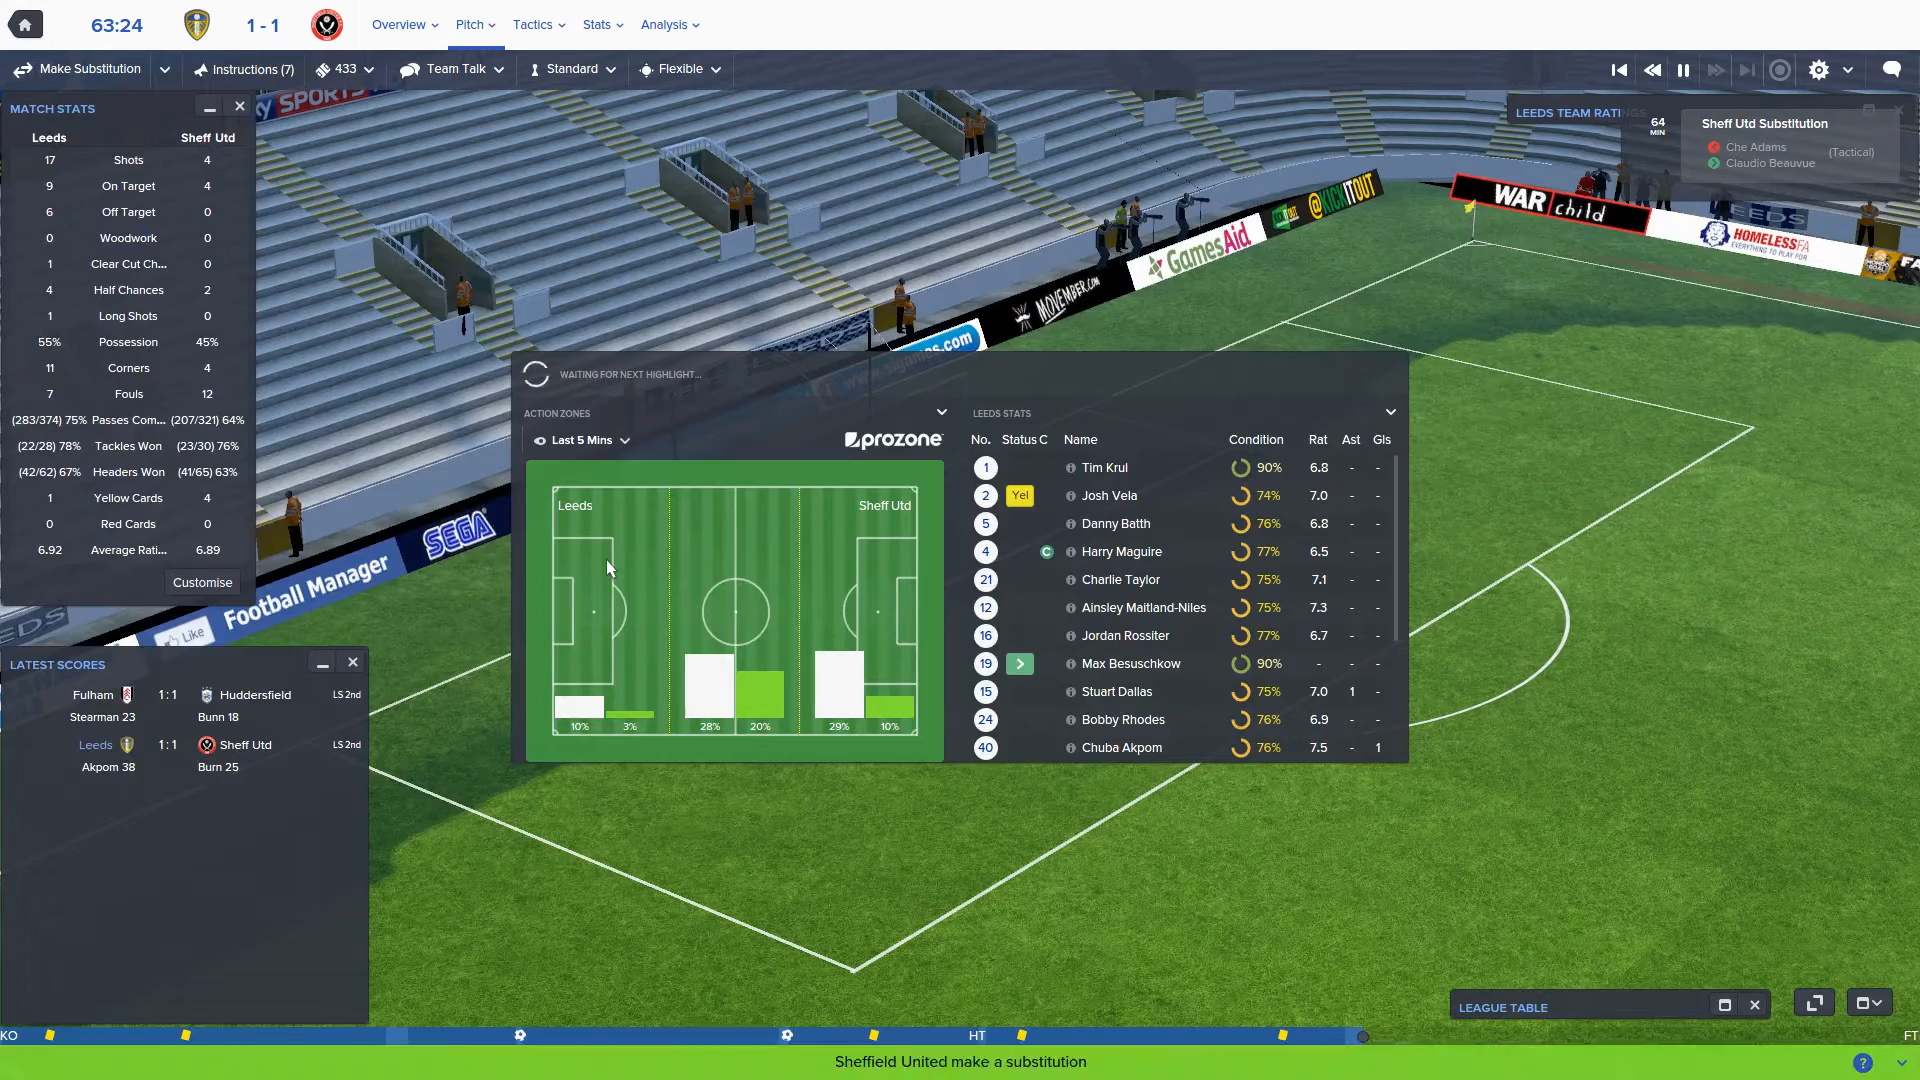 63:24
1 - 1
Overview
Pitch
Tactics
Stats
Analysis
Make Substitution
Instructions (7)
433
Team Talk
Standard
Flexible
MATCH STATS
Leeds Sheff Utd
17 Shots 4
9 On Target 4
6 Off Target 0
0 Woodwork 0
1 Clear Cut Ch... 0
4 Half Chances 2
1 Long Shots 0
55% Possession 45%
11 Corners 4
7 Fouls 12
(283/374) 75% Passes Com... (207/321) 64%
(22/28) 78% Tackles Won (23/30) 76%
(42/62) 67% Headers Won (41/65) 63%
1 Yellow Cards 4
0 Red Cards 0
6.92 Average Rati... 6.89
Customise
SPORTS
@KICKITOUT
GamesAid
MOVEMBER.COM
WAR child
HOMELESSFA
EVERYTHING TO PLAY FOR
SEGA
Football Manager
Like
LEEDS TEAM RATINGS
64
MIN
Sheff Utd Substitution
Che Adams
Claudio Beauvue
(Tactical)
WAITING FOR NEXT HIGHLIGHT...
ACTION ZONES
Last 5 Mins
prozone
Leeds Sheff Utd
10% 3% 28% 20% 29% 10%
LEEDS STATS
No. Status C Name Condition Rat Ast Gls
1 Tim Krul 90% 6.8 - -
2 Yel Josh Vela 74% 7.0 - -
5 Danny Batth 76% 6.8 - -
4 C Harry Maguire 77% 6.5 - -
21 Charlie Taylor 75% 7.1 - -
12 Ainsley Maitland-Niles 75% 7.3 - -
16 Jordan Rossiter 77% 6.7 - -
19 Max Besuschkow 90% - - -
15 Stuart Dallas 75% 7.0 1 -
24 Bobby Rhodes 76% 6.9 - -
40 Chuba Akpom 76% 7.5 - 1
LATEST SCORES
Fulham 1:1 Huddersfield LS 2nd
Stearman 23 Bunn 18
Leeds 1:1 Sheff Utd LS 2nd
Akpom 38 Burn 25
LEAGUE TABLE
KO HT FT
Sheffield United make a substitution
?